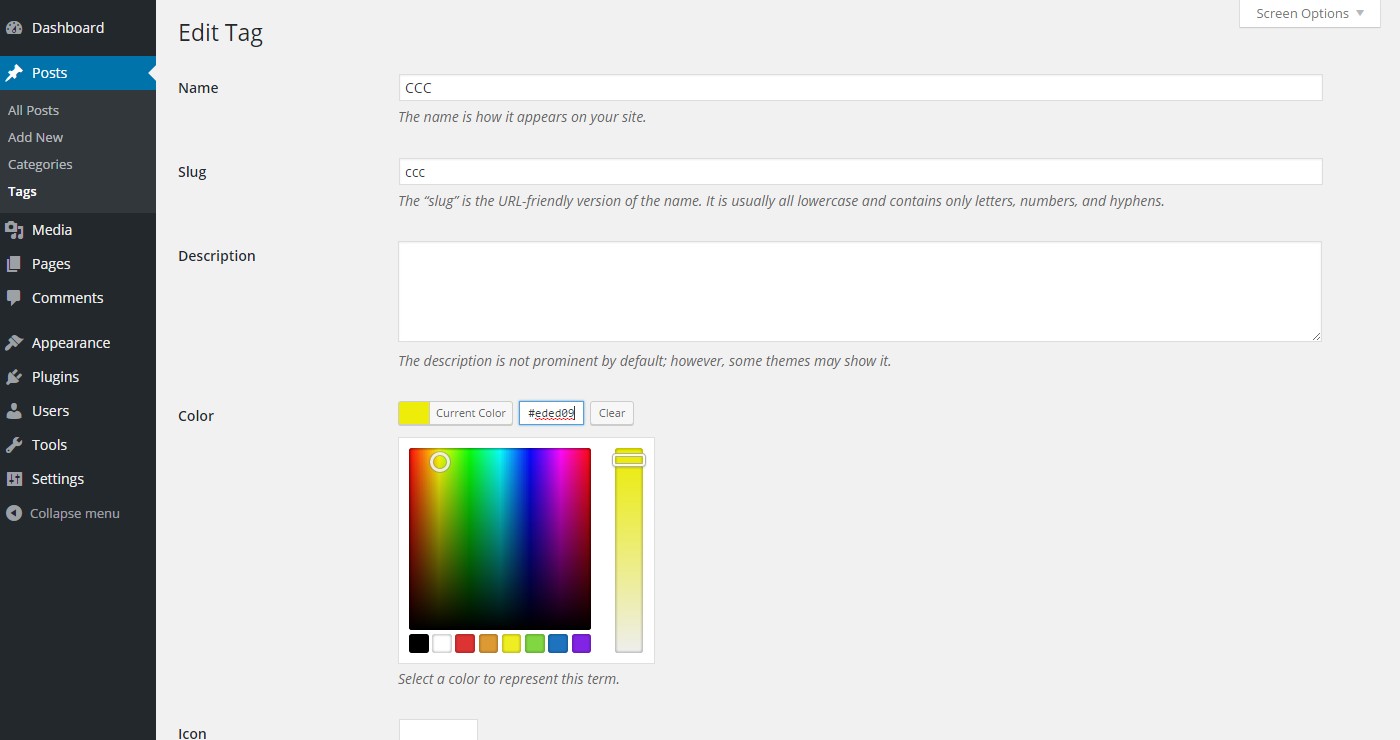 Dashboard
Posts
All Posts
Add New
Categories
Tags
Media
Pages
Comments
Appearance
Plugins
Users
Tools
Settings
Collapse menu
Screen Options
Edit Tag
Name
CCC
The name is how it appears on your site.
Slug
ccc
The “slug” is the URL-friendly version of the name. It is usually all lowercase and contains only letters, numbers, and hyphens.
Description
The description is not prominent by default; however, some themes may show it.
Color
Current Color
#eded09
Clear
Select a color to represent this term.
Icon